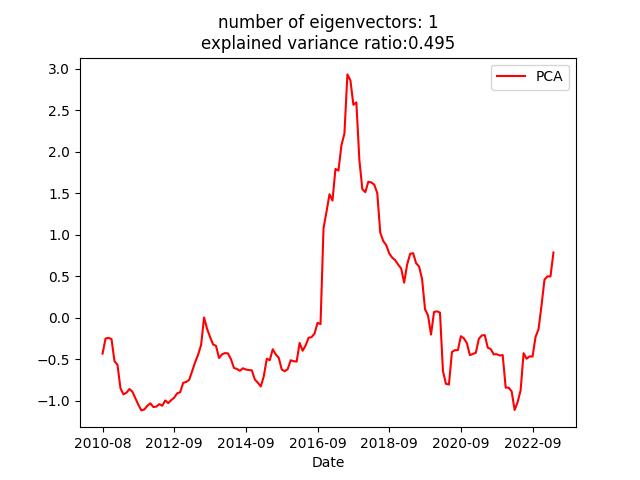 number of eigenvectors: 1
explained variance ratio:0.495
PCA
3.0
2.5
2.0
1.5
1.0
0.5
0.0
−0.5
−1.0
2010-08 2012-09 2014-09 2016-09 2018-09 2020-09 2022-09
Date